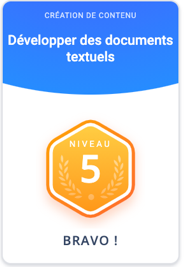 CRÉATION DE CONTENU
Développer des documents
textuels
NIVEAU
5
BRAVO !